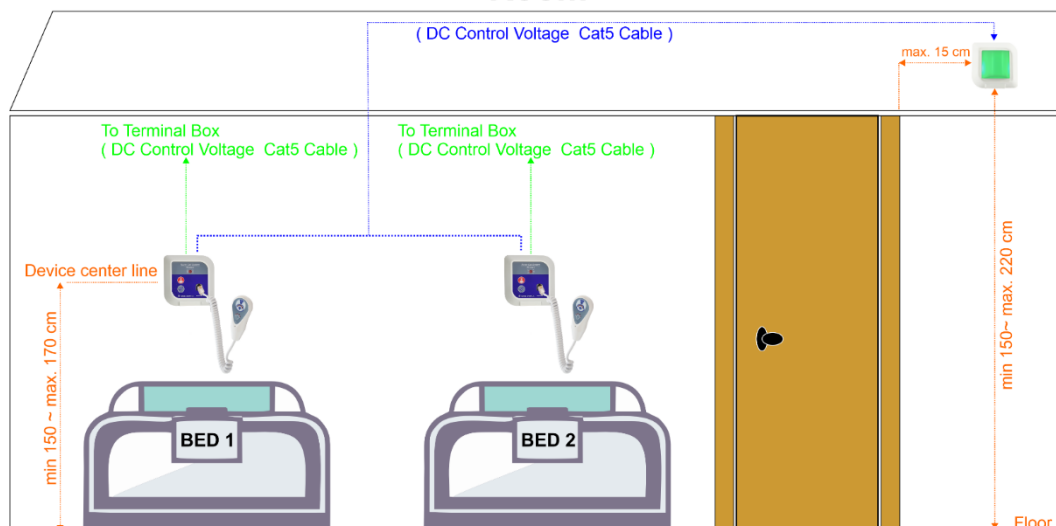 ( DC Control Voltage  Cat5 Cable )
max. 15 cm
To Terminal Box
( DC Control Voltage  Cat5 Cable )
To Terminal Box
( DC Control Voltage  Cat5 Cable )
Device center line
min 150 ~ max. 170 cm
min 150~ max. 220 cm
BED 1
BED 2
Floor